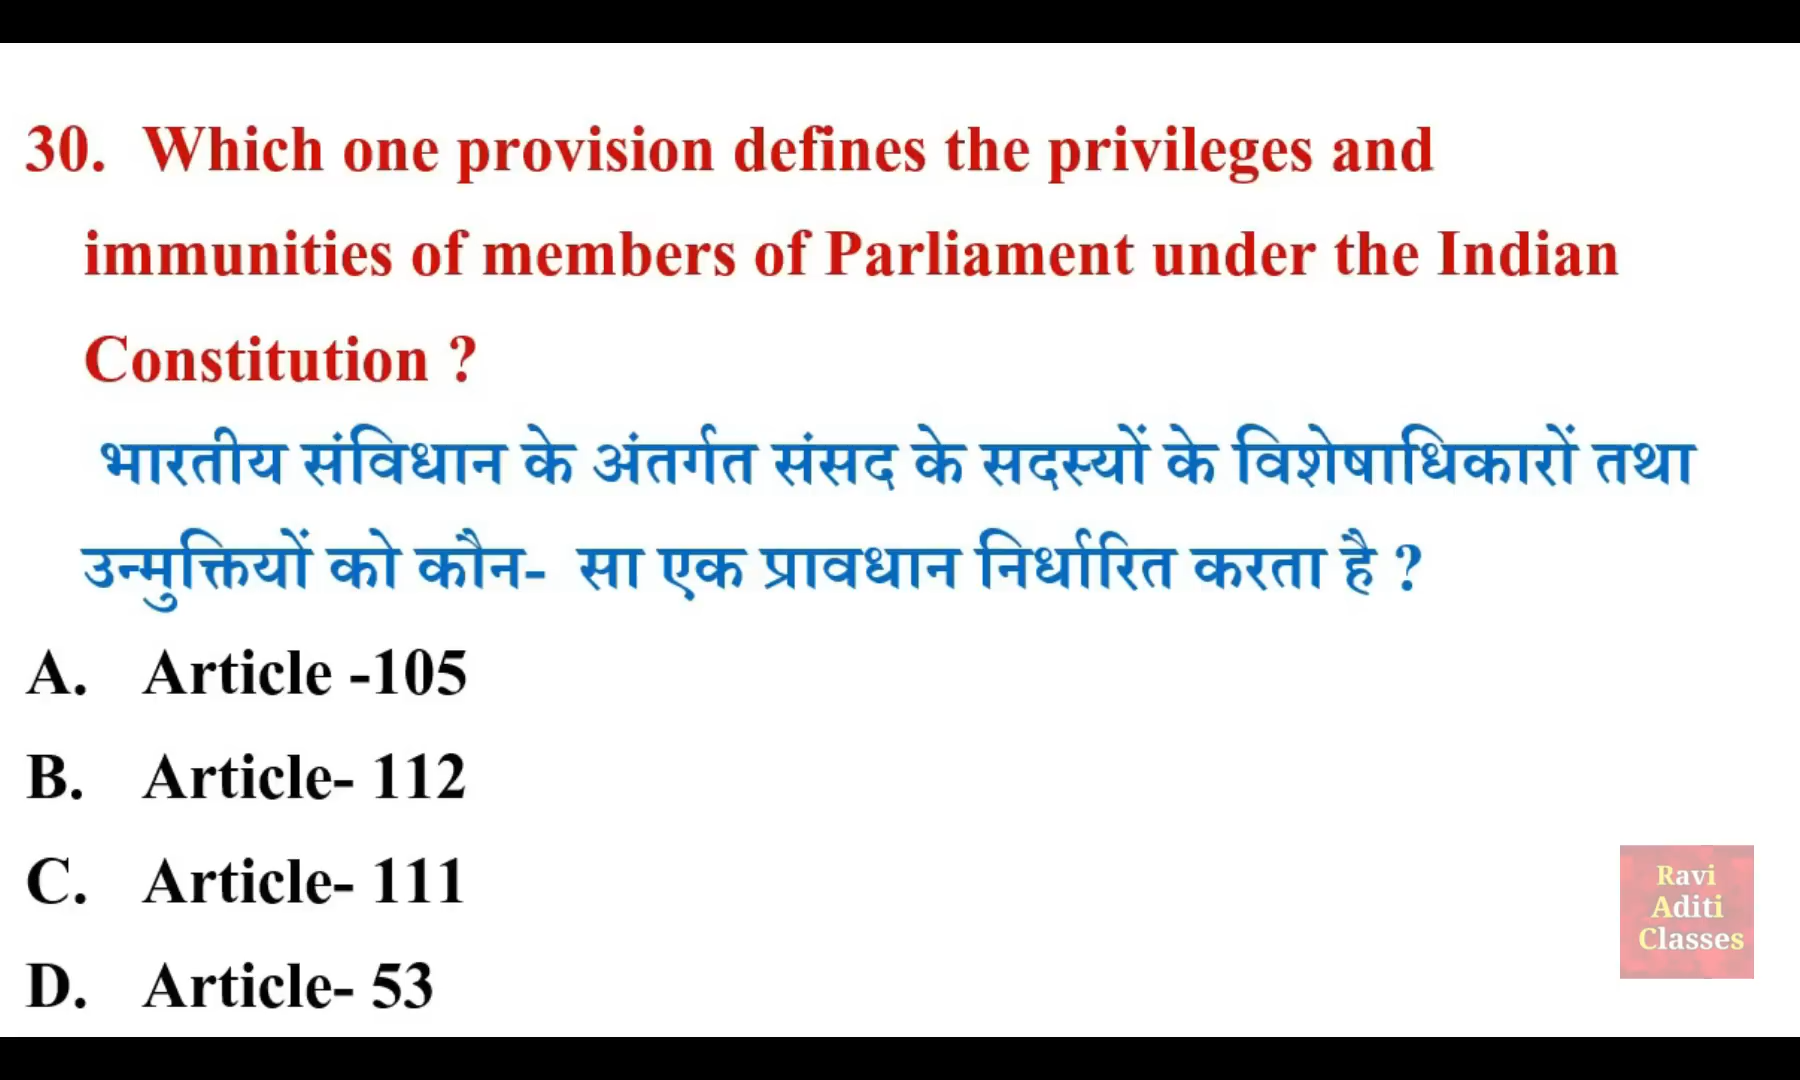 30. Which one provision defines the privileges and
immunities of members of Parliament under the Indian
Constitution ?
भारतीय संविधान के अंतर्गत संसद के सदस्यों के विशेषाधिकारों तथा
उन्मुक्तियों को कौन- सा एक प्रावधान निर्धारित करता है ?
A. Article -105
B. Article- 112
C. Article- 111
D. Article- 53
Ravi
Aditi
Classes